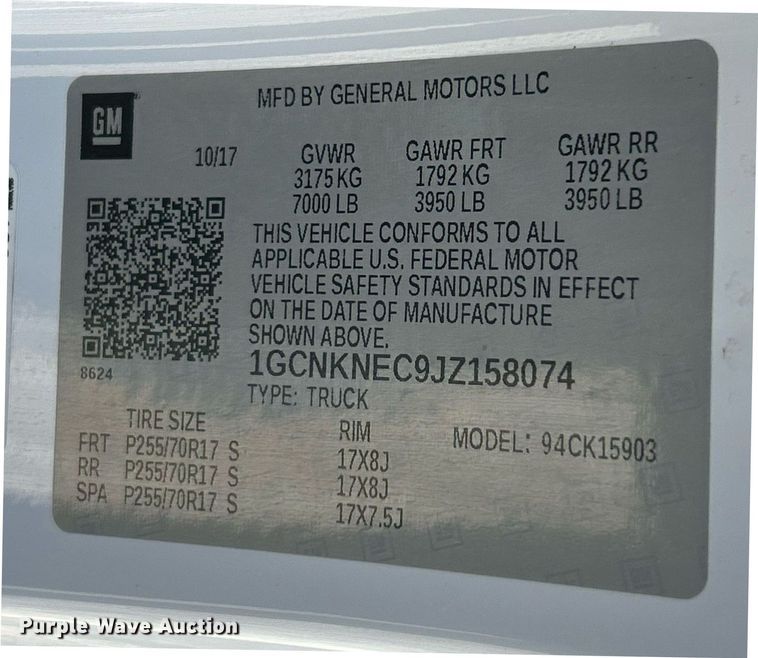 MFD BY GENERAL MOTORS LLC
GM
10/17 GVWR GAWR FRT GAWR RR
3175 KG 1792 KG 1792 KG
7000 LB 3950 LB 3950 LB
THIS VEHICLE CONFORMS TO ALL
APPLICABLE U.S. FEDERAL MOTOR
VEHICLE SAFETY STANDARDS IN EFFECT
ON THE DATE OF MANUFACTURE
SHOWN ABOVE.
8624
1GCNKNEC9JZ158074
TYPE: TRUCK
TIRE SIZE RIM MODEL: 94CK15903
FRT P255/70R17 S 17X8J
RR P255/70R17 S 17X8J
SPA P255/70R17 S 17X7.5J
Purple Wave Auction